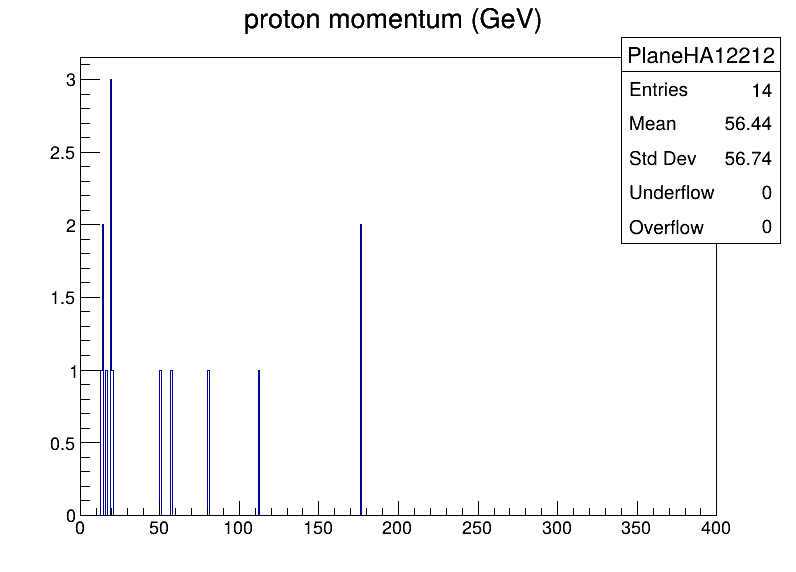 proton momentum (GeV)
PlaneHA12212
Entries 14
Mean 56.44
Std Dev 56.74
Underflow 0
Overflow 0
3
2.5
2
1.5
1
0.5
0
0 50 100 150 200 250 300 350 400